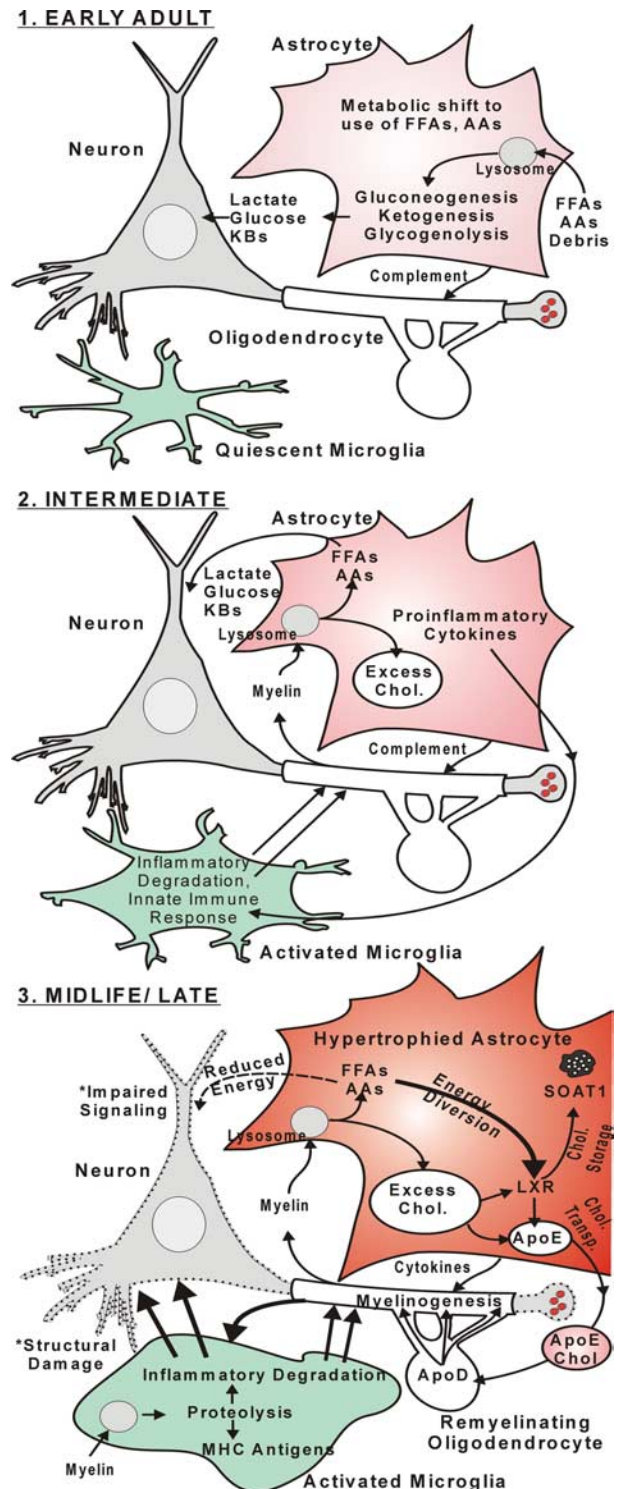 1. EARLY ADULT
Astrocyte
Metabolic shift to
use of FFAs, AAs
Neuron
Lysosome
Lactate
Glucose
KBs
Gluconeogenesis
Ketogenesis
Glycogenolysis
FFAs
AAs
Debris
Complement
Oligodendrocyte
Quiescent Microglia
2. INTERMEDIATE
Astrocyte
FFAs
AAs
Lactate
Glucose
KBs
Proinflammatory
Cytokines
Neuron
Lysosome
Excess
Chol.
Myelin
Complement
Inflammatory
Degradation,
Innate Immune
Response
Activated Microglia
3. MIDLIFE/ LATE
Hypertrophied Astrocyte
*Impaired
Signaling
Reduced
Energy
FFAs
AAs
Energy
Diversion
SOAT1
Lysosome
Chol.
Storage
Neuron
Excess
Chol.
LXR
Myelin
ApoE
Chol.
Transp.
Cytokines
Myelinogenesis
*Structural
Damage
ApoE
Chol
Inflammatory Degradation
ApoD
Proteolysis
Remyelinating
Oligodendrocyte
MHC Antigens
Myelin
Activated Microglia